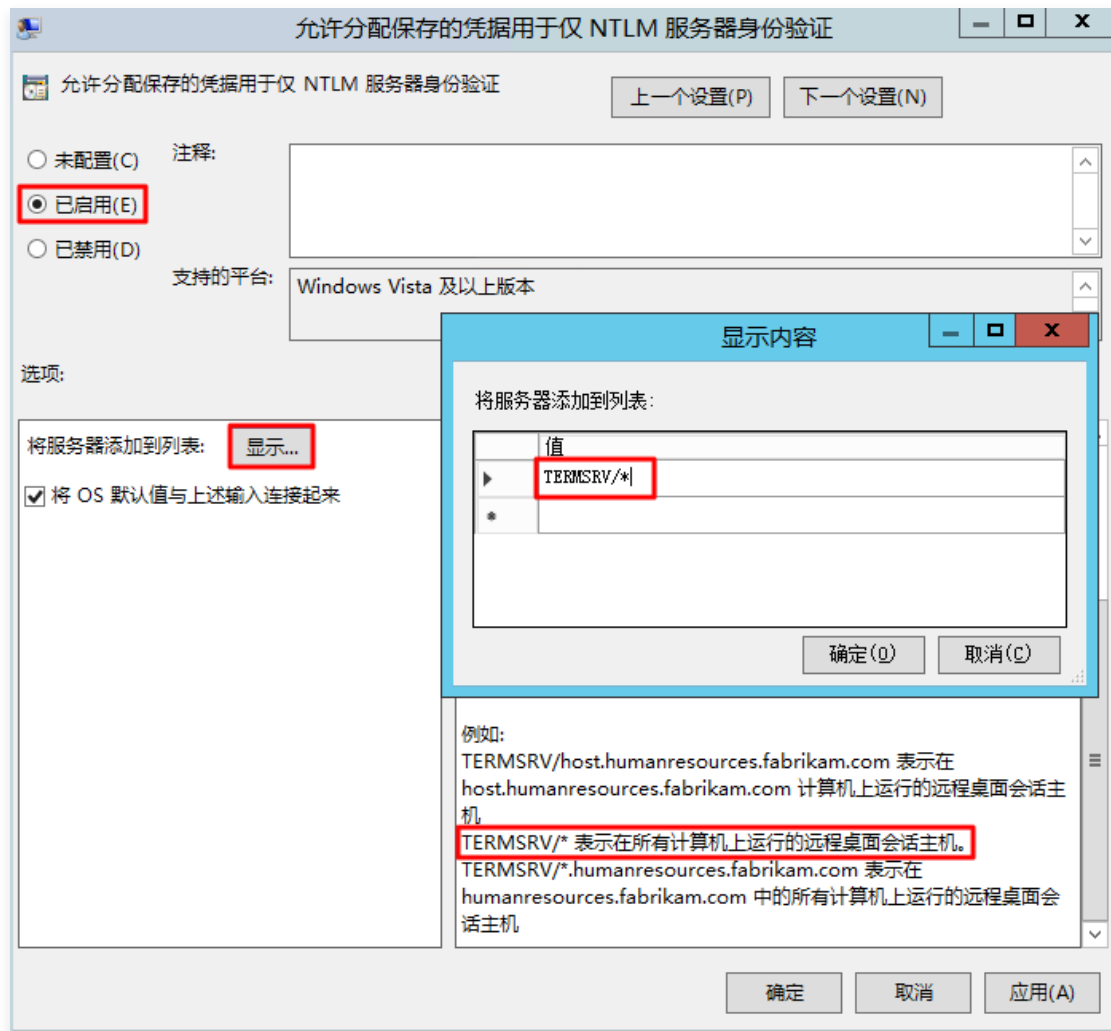 允许分配保存的凭据用于仅 NTLM 服务器身份验证
允许分配保存的凭据用于仅 NTLM 服务器身份验证
上一个设置(P)
下一个设置(N)
未配置(C)
注释:
已启用(E)
已禁用(D)
支持的平台:
Windows Vista 及以上版本
选项:
将服务器添加到列表:
显示...
将 OS 默认值与上述输入连接起来
显示内容
将服务器添加到列表:
值
TERMSRV/*
确定(O)
取消(C)
例如:
TERMSRV/host.humanresources.fabrikam.com 表示在
host.humanresources.fabrikam.com 计算机上运行的远程桌面会话主
机
TERMSRV/* 表示在所有计算机上运行的远程桌面会话主机。
TERMSRV/*.humanresources.fabrikam.com 表示在
humanresources.fabrikam.com 中的所有计算机上运行的远程桌面会
话主机
确定
取消
应用(A)